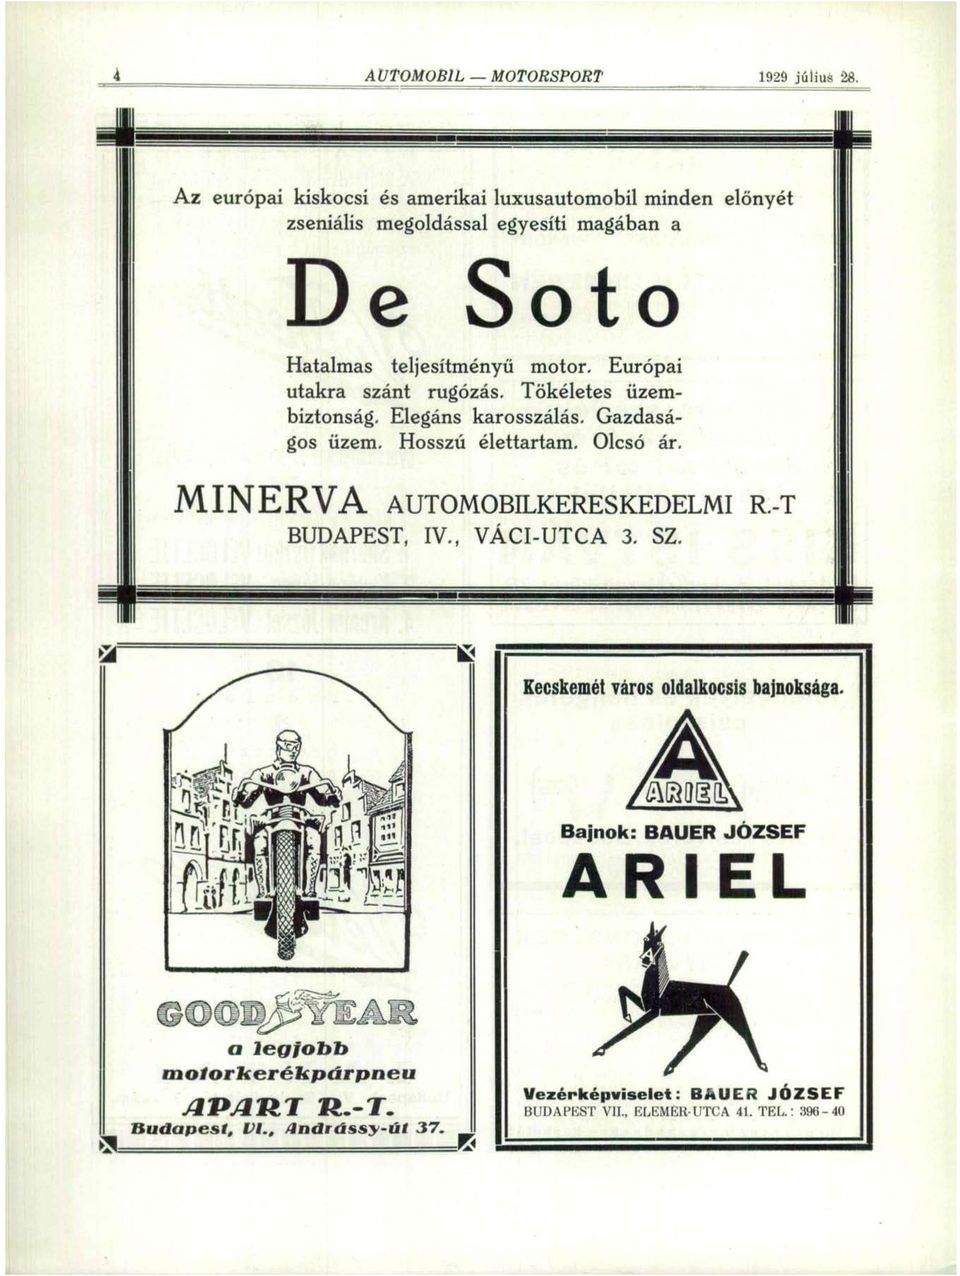 4 AUTOMOBIL — MOTORSPORT 1929 július 28.
Az európai kiskocsi és amerikai luxusautomobil minden előnyét
zseniális megoldással egyesíti magában a
De Soto
Hatalmas teljesítményű motor. Európai
utakra szánt rugózás. Tökéletes üzem-
biztonság. Elegáns karosszálás. Gazdasá-
gos üzem. Hosszú élettartam. Olcsó ár.
MINERVA AUTOMOBILKERESKEDELMI R.-T
BUDAPEST, IV., VÁCI-UTCA 3. SZ.
GOODYEAR
a legjobb
motorkerékpárpneu
APART R.-T.
Budapest, VI., Andrássy-út 37.
Kecskemét város oldalkocsis bajnoksága.
A
ARIEL
Bajnok: BAUER JÓZSEF
ARIEL
A
Vezérképviselet: BAUER JÓZSEF
BUDAPEST VII., ELEMÉR-UTCA 41. TEL.: 396-40